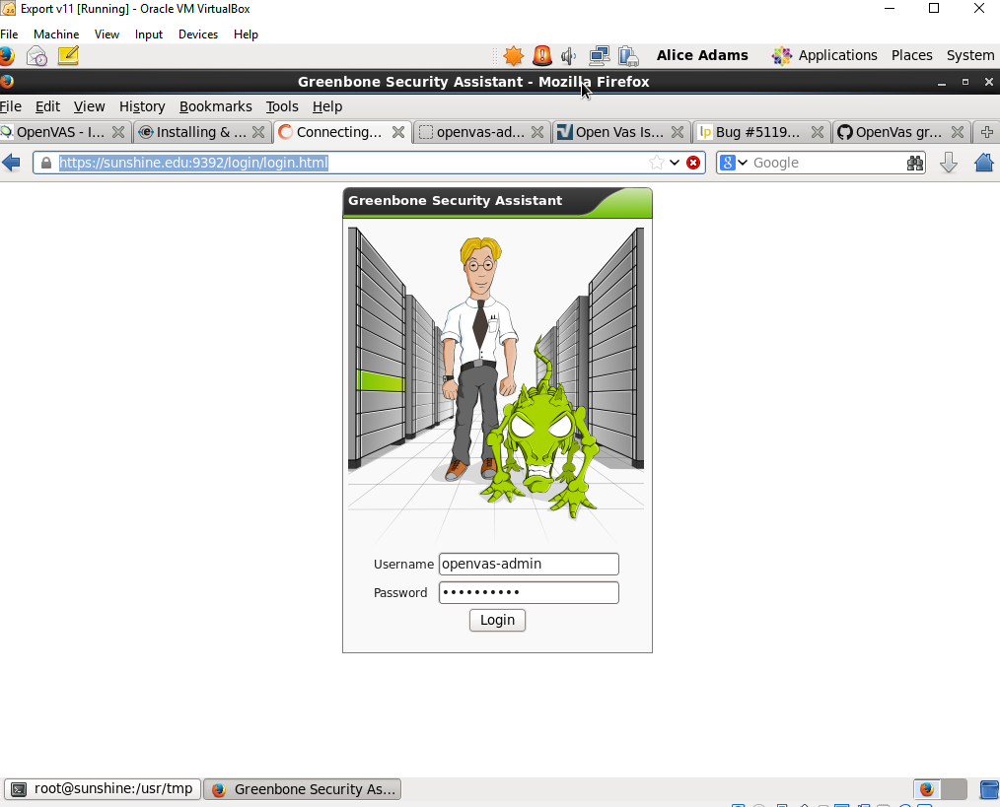 Export v11 [Running] - Oracle VM VirtualBox
File Machine View Input Devices Help
Alice Adams Applications Places System
Greenbone Security Assistant - Mozilla Firefox
File Edit View History Bookmarks Tools Help
OpenVAS - I... Installing & ... Connecting... openvas-ad... Open Vas Is... lp Bug #5119... OpenVas gr...
https://sunshine.edu:9392/login/login.html 8 Google
Greenbone Security Assistant
Username openvas-admin
Password ••••••••••
Login
root@sunshine:/usr/tmp Greenbone Security As...